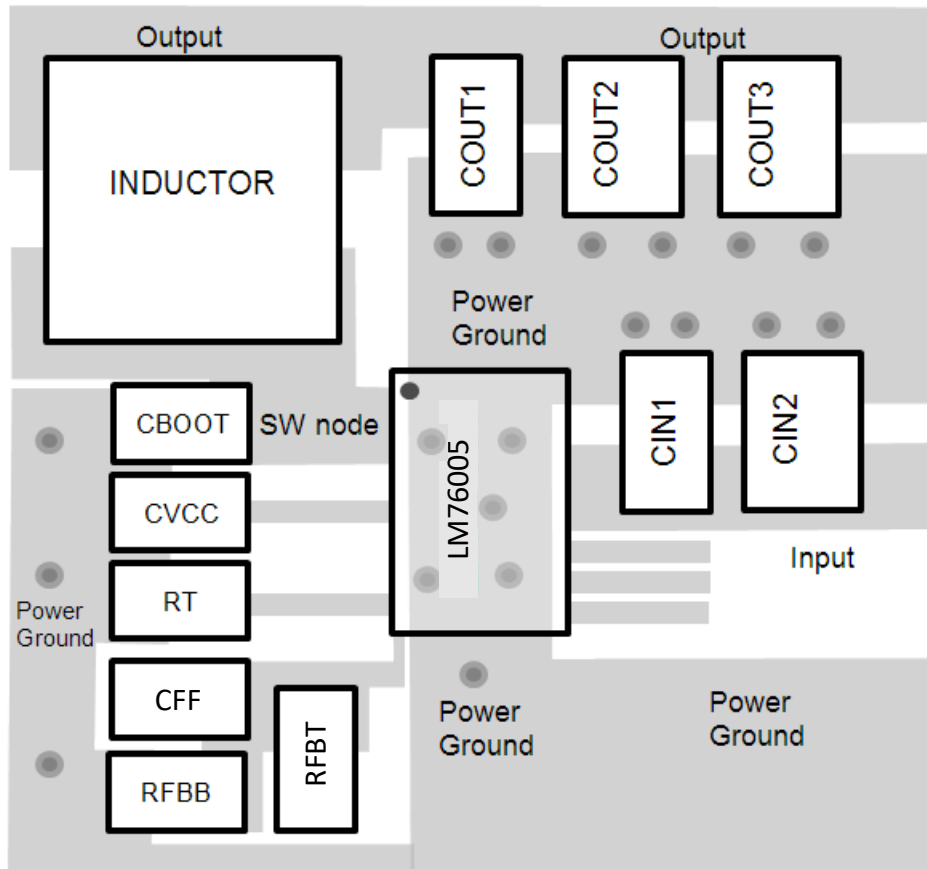 Output
Output
INDUCTOR
COUT1
COUT2
COUT3
Power
Ground
CBOOT
SW node
LM76005
CIN1
CIN2
CVCC
Input
RT
Power
Ground
CFF
RFBT
Power
Ground
Power
Ground
RFBB